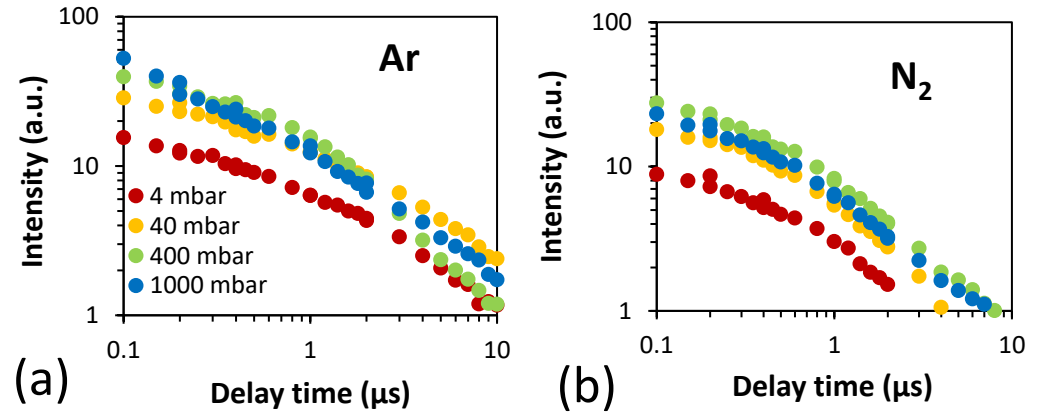 100
Ar
10
Intensity (a.u.)
4 mbar
40 mbar
400 mbar
1000 mbar
1
0.1
1
10
Delay time (µs)
(a)
100
N2
10
Intensity (a.u.)
1
0.1
1
10
Delay time (µs)
(b)